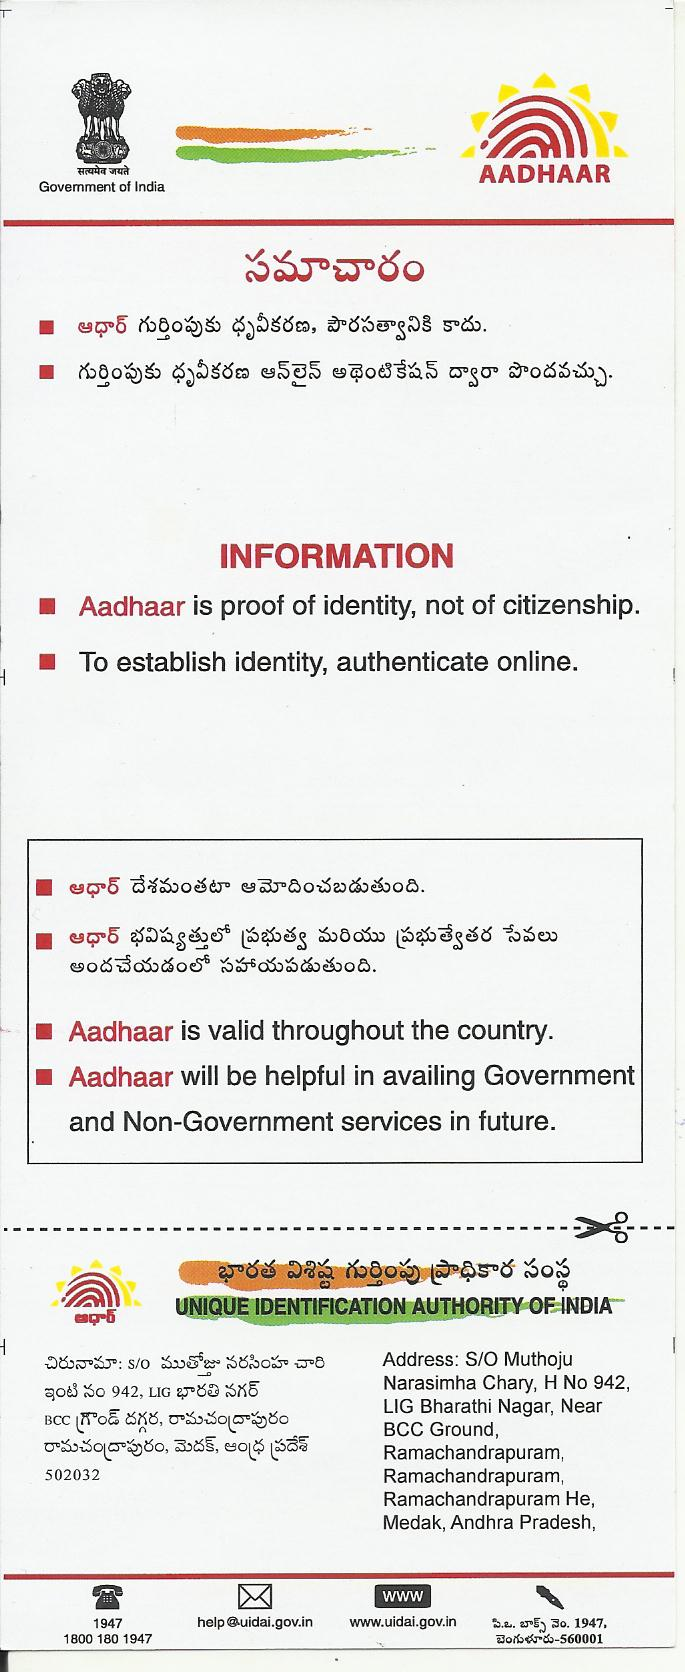 सत्यमेव जयते
Government of India
AADHAAR
సమాచారం
ఆధార్ గుర్తింపుకు ధృవీకరణ, పౌరసత్వానికి కాదు.
గుర్తింపుకు ధృవీకరణ ఆన్‌లైన్ అథెంటికేషన్ ద్వారా పొందవచ్చు.
INFORMATION
Aadhaar is proof of identity, not of citizenship.
To establish identity, authenticate online.
ఆధార్ దేశమంతటా ఆమోదించబడుతుంది.
ఆధార్ భవిష్యత్తులో ప్రభుత్వ మరియు ప్రభుత్వేతర సేవలు
అందచేయడంలో సహాయపడుతుంది.
Aadhaar is valid throughout the country.
Aadhaar will be helpful in availing Government
and Non-Government services in future.
భారత విశిష్ట గుర్తింపు ప్రాధికార సంస్థ
UNIQUE IDENTIFICATION AUTHORITY OF INDIA
ఆధార్
చిరునామా: S/O ముత్తోజు నరసింహ చారి
ఇంటి నం 942, LIG భారతి నగర్
BCC గ్రౌండ్ దగ్గర, రామచంద్రాపురం
రామచంద్రాపురం, మెదక్, ఆంధ్ర ప్రదేశ్
502032
Address: S/O Muthoju
Narasimha Chary, H No 942,
LIG Bharathi Nagar, Near
BCC Ground,
Ramachandrapuram,
Ramachandrapuram,
Ramachandrapuram He,
Medak, Andhra Pradesh,
1947
1800 180 1947
help@uidai.gov.in
www
www.uidai.gov.in
పి.ఒ. బాక్స్ నెం. 1947,
బెంగుళూరు-560001